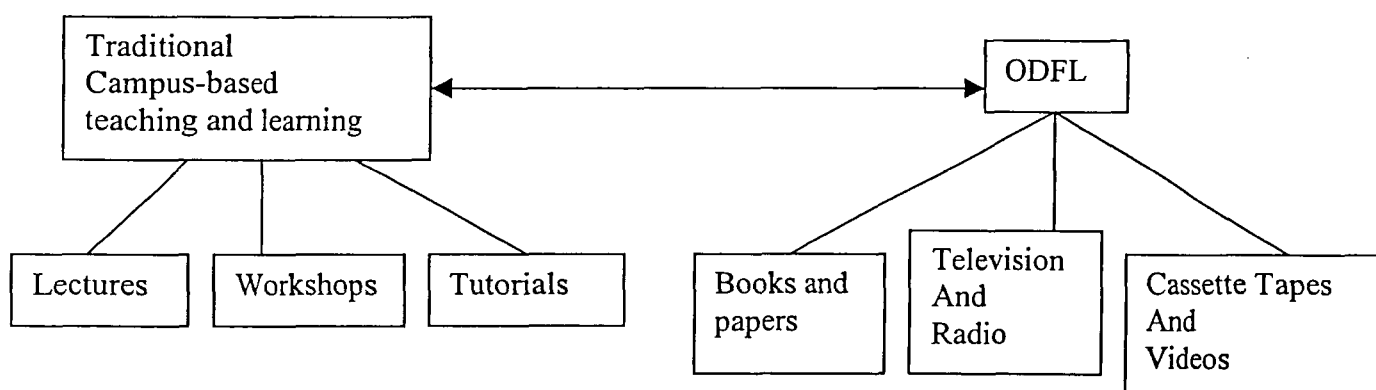 Traditional
Campus-based
teaching and learning
ODFL
Lectures
Workshops
Tutorials
Books and
papers
Television
And
Radio
Cassette Tapes
And
Videos